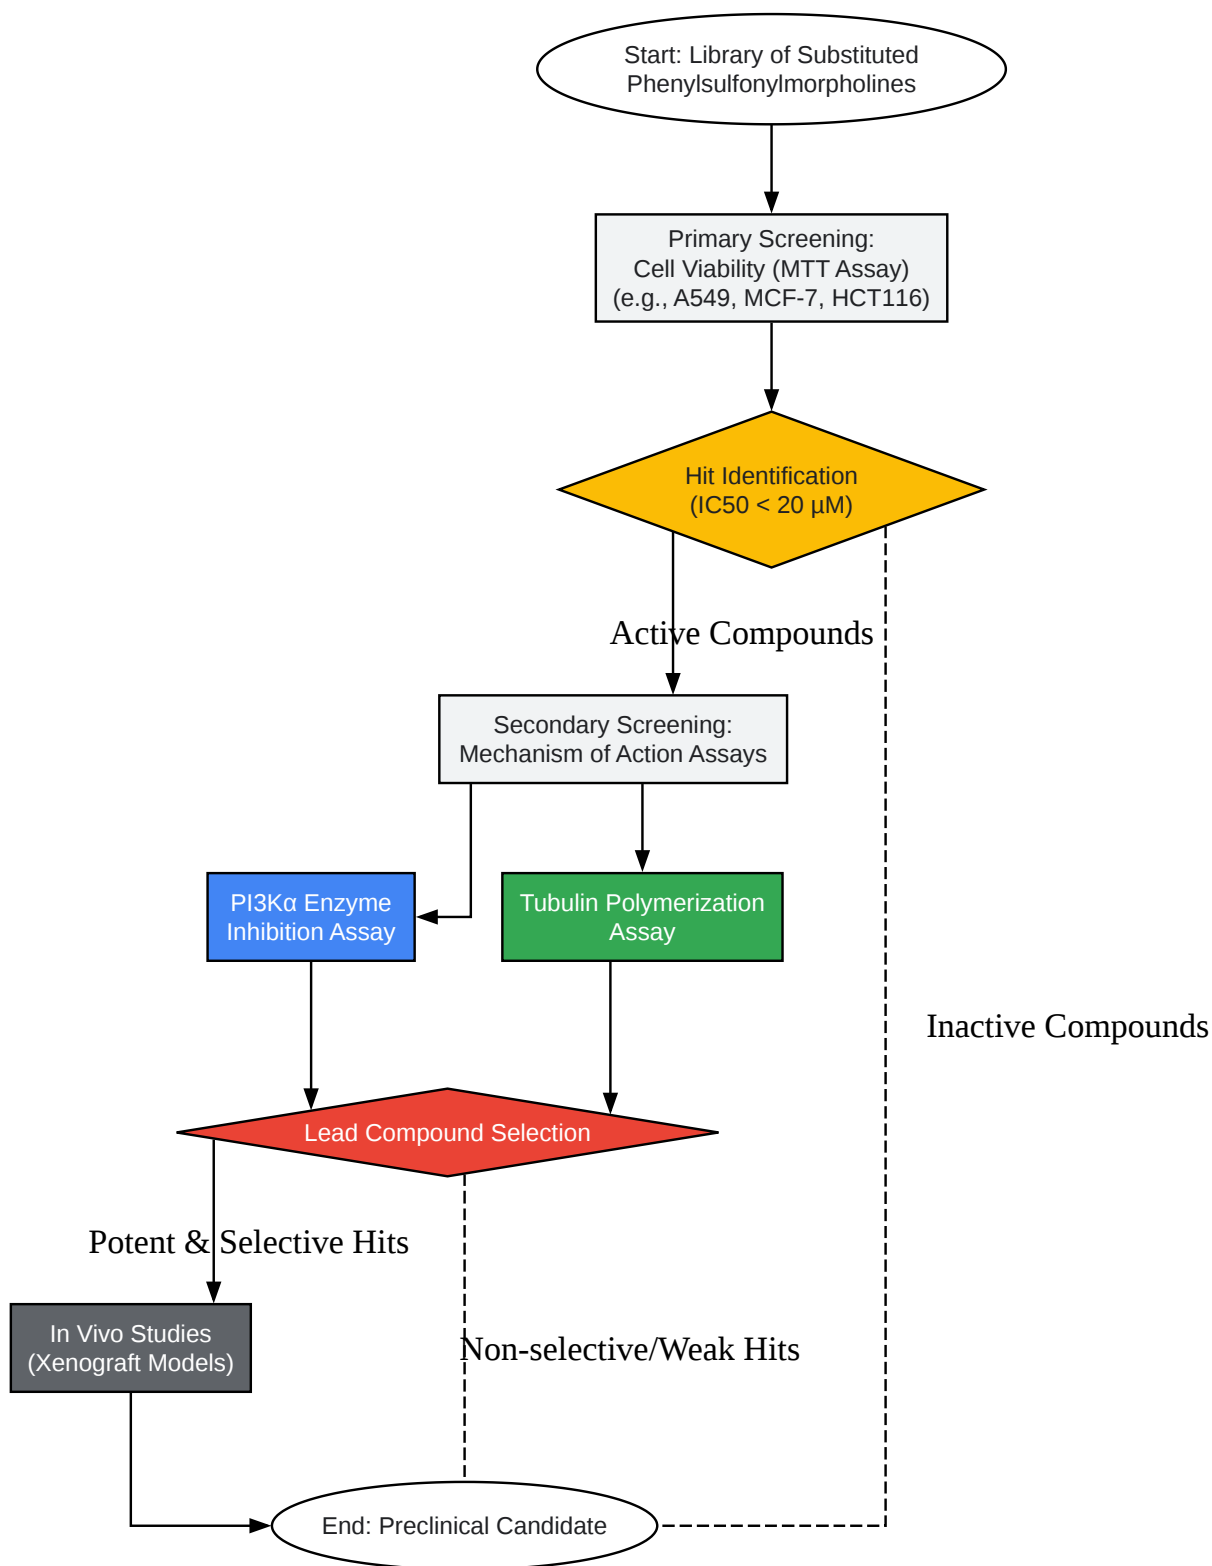 Start: Library of Substituted
Phenylsulfonylmorpholines
Primary Screening:
Cell Viability (MTT Assay)
(e.g., A549, MCF-7, HCT116)
Hit Identification
(IC50 < 20 µM)
Active Compounds
Secondary Screening:
Mechanism of Action Assays
PI3Kα Enzyme
Inhibition Assay
Tubulin Polymerization
Assay
Inactive Compounds
Lead Compound Selection
Potent & Selective Hits
In Vivo Studies
(Xenograft Models)
Non-selective/Weak Hits
End: Preclinical Candidate